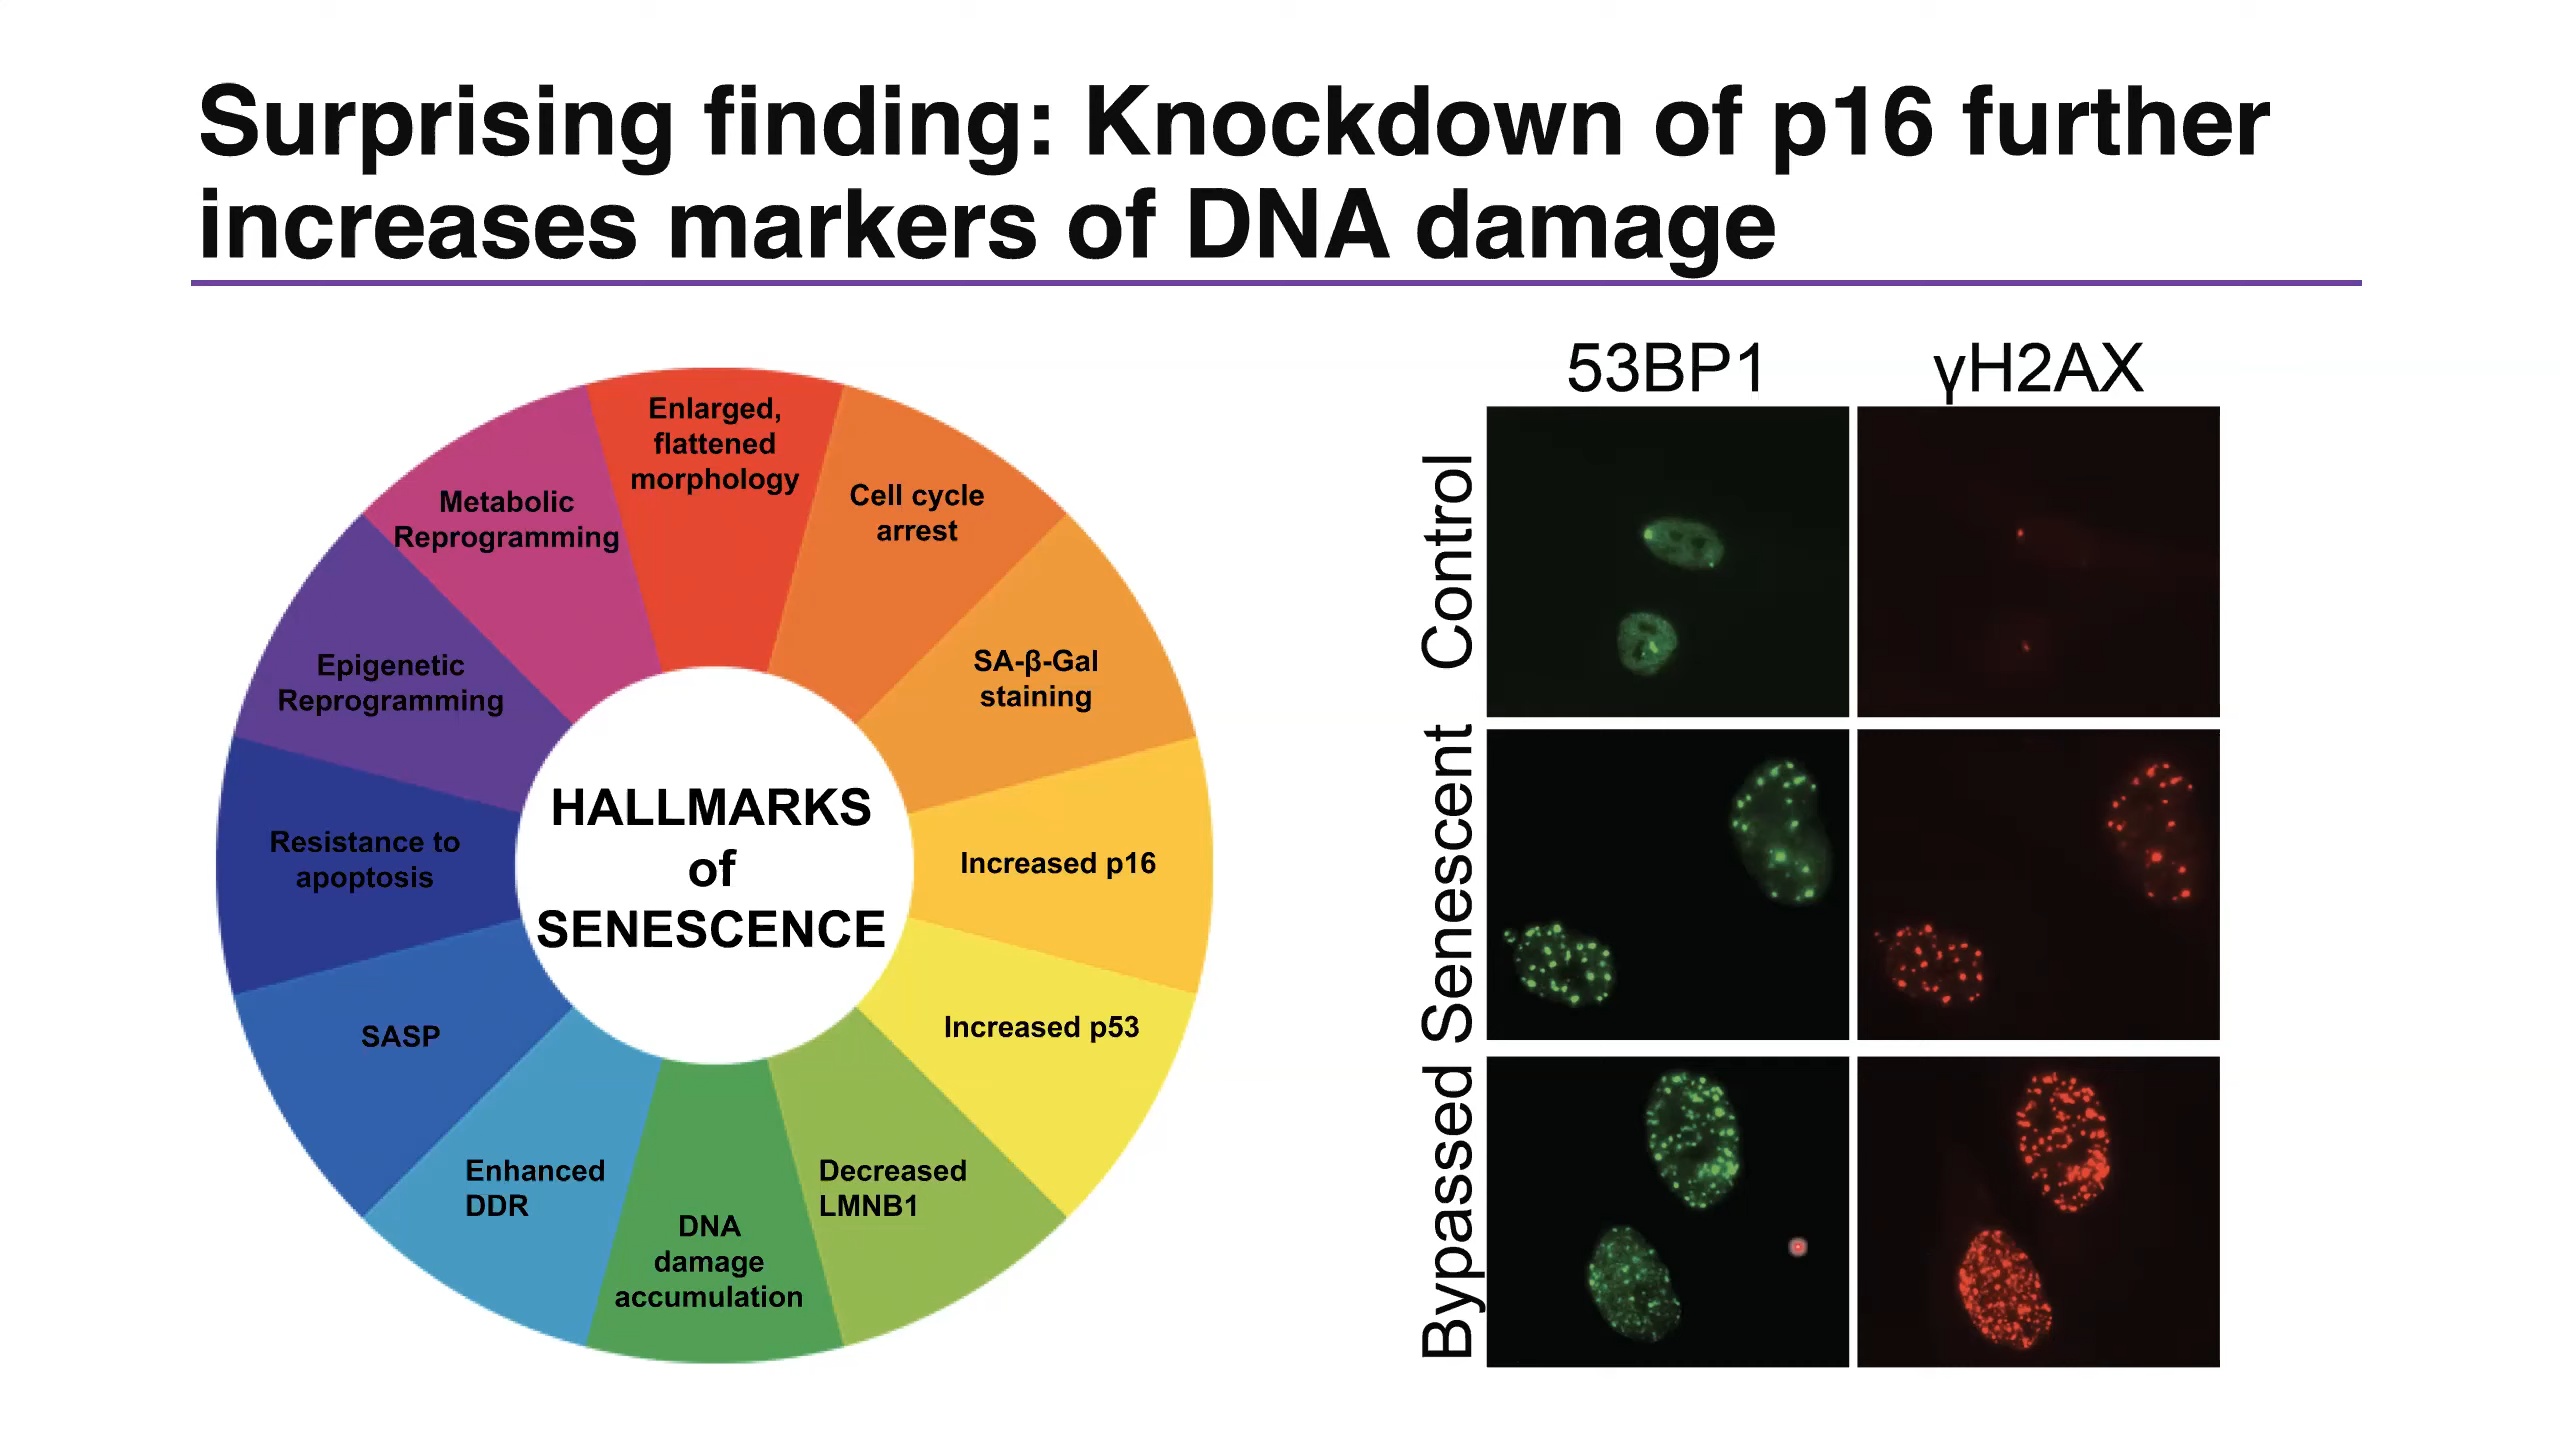 Surprising finding: Knockdown of p16 further
increases markers of DNA damage
Enlarged,
flattened
morphology
Cell cycle
arrest
SA-β-Gal
staining
Increased p16
Increased p53
Decreased
LMNB1
DNA
damage
accumulation
Enhanced
DDR
SASP
Resistance to
apoptosis
Epigenetic
Reprogramming
Metabolic
Reprogramming
HALLMARKS
of
SENESCENCE
53BP1
γH2AX
Control
Senescent
Bypassed